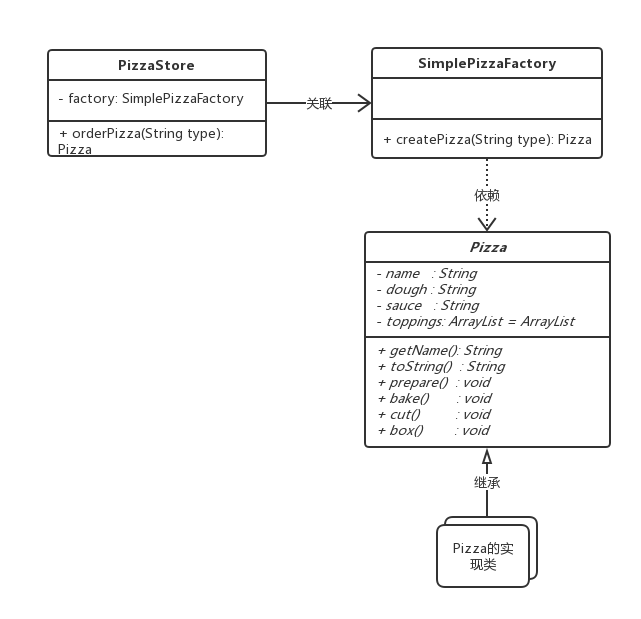 PizzaStore
- factory: SimplePizzaFactory
+ orderPizza(String type):
Pizza
关联
SimplePizzaFactory
+ createPizza(String type): Pizza
依赖
Pizza
- name : String
- dough : String
- sauce : String
- toppings: ArrayList = ArrayList
+ getName(): String
+ toString() : String
+ prepare() : void
+ bake() : void
+ cut() : void
+ box() : void
继承
Pizza的实
现类